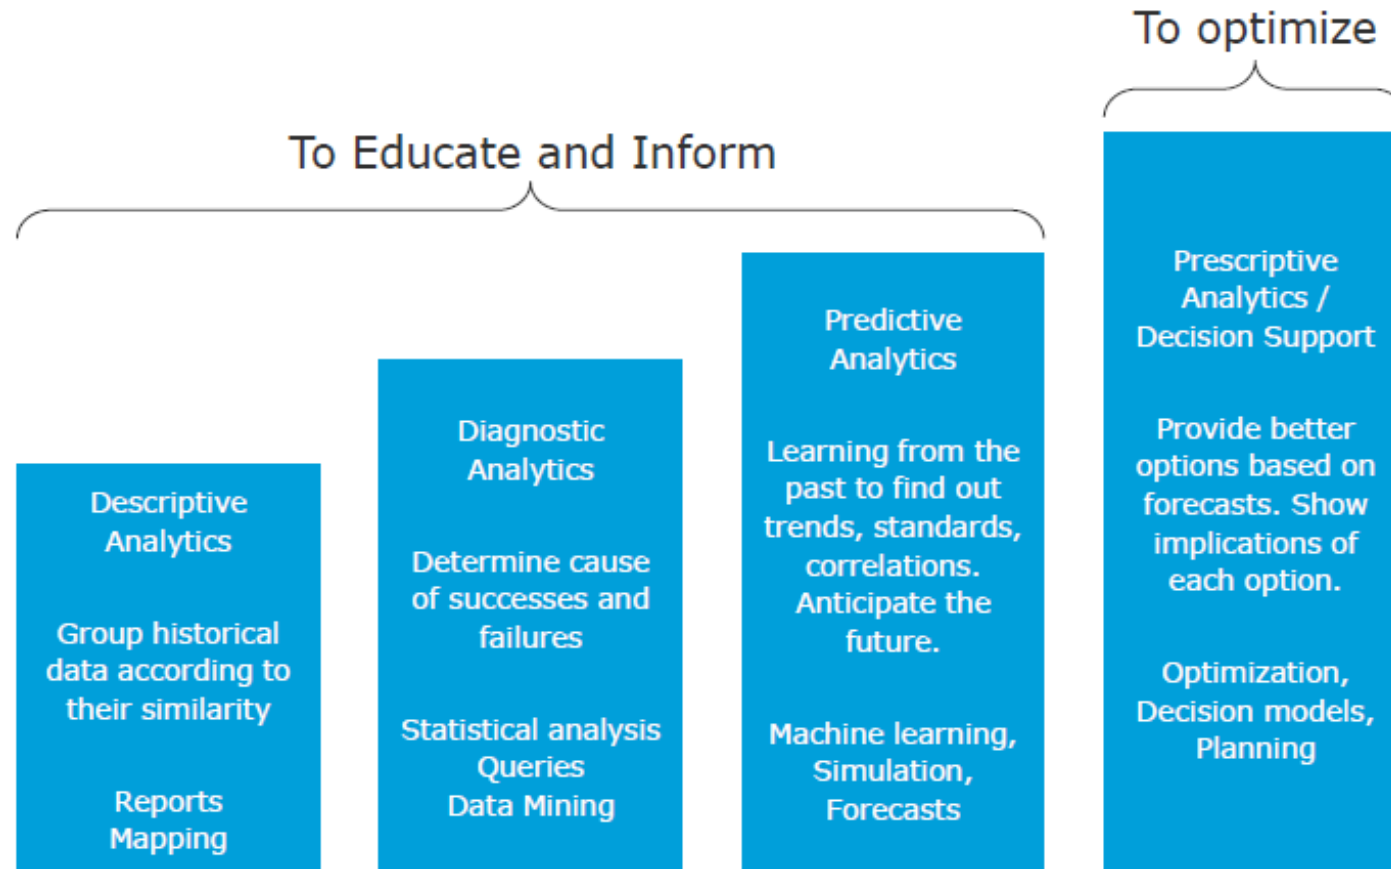 To optimize
To Educate and Inform
Descriptive
Analytics
Group historical
data according to
their similarity
Reports
Mapping
Diagnostic
Analytics
Determine cause
of successes and
failures
Statistical analysis
Queries
Data Mining
Predictive
Analytics
Learning from the
past to find out
trends, standards,
correlations.
Anticipate the
future.
Machine learning,
Simulation,
Forecasts
Prescriptive
Analytics /
Decision Support
Provide better
options based on
forecasts. Show
implications of
each option.
Optimization,
Decision models,
Planning